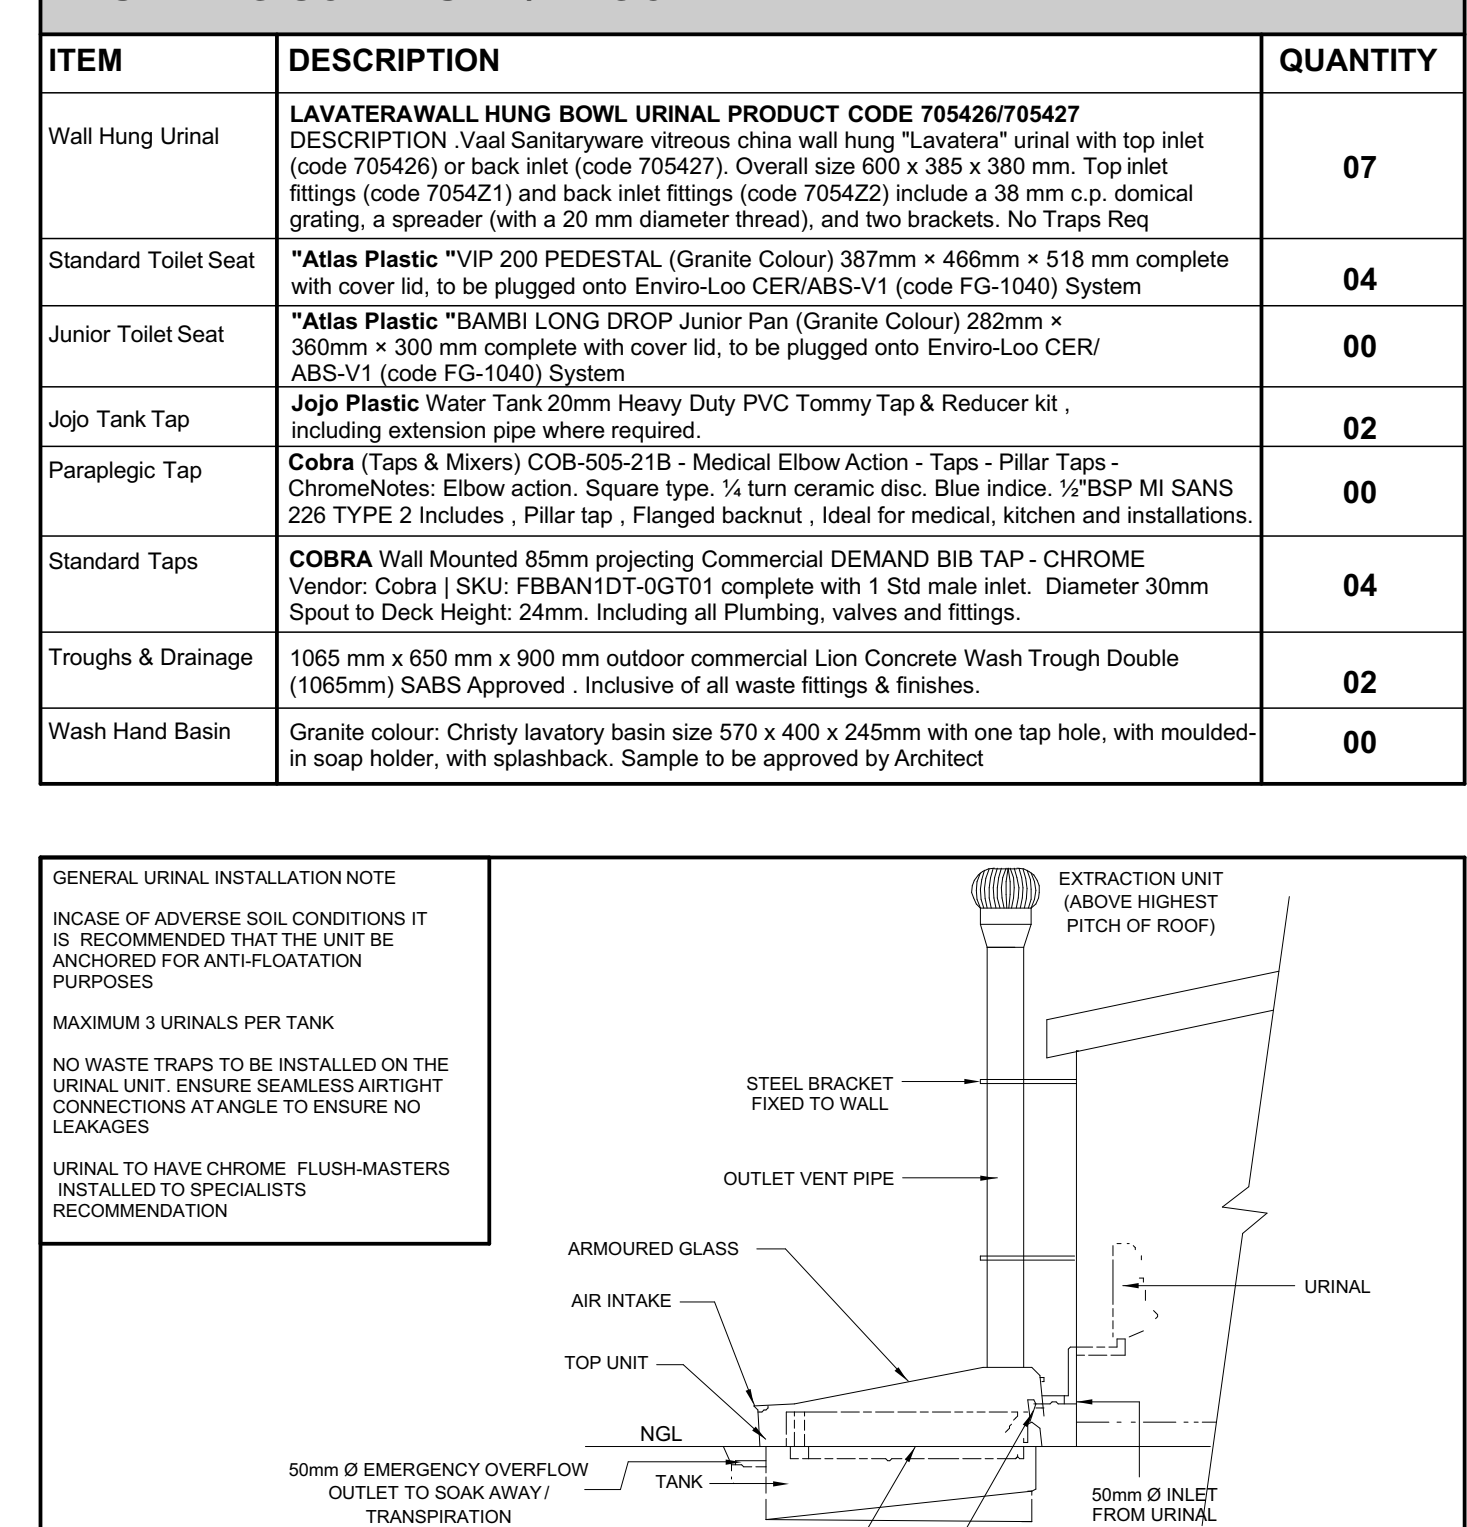 ITEM DESCRIPTION QUANTITY
Wall Hung Urinal
LAVATERAWALL HUNG BOWL URINAL PRODUCT CODE 705426/705427
DESCRIPTION .Vaal Sanitaryware vitreous china wall hung "Lavatera" urinal with top inlet
(code 705426) or back inlet (code 705427). Overall size 600 x 385 x 380 mm. Top inlet
fittings (code 7054Z1) and back inlet fittings (code 7054Z2) include a 38 mm c.p. domical
grating, a spreader (with a 20 mm diameter thread), and two brackets. No Traps Req
07
Standard Toilet Seat
"Atlas Plastic "VIP 200 PEDESTAL (Granite Colour) 387mm × 466mm × 518 mm complete
with cover lid, to be plugged onto Enviro-Loo CER/ABS-V1 (code FG-1040) System
04
Junior Toilet Seat
"Atlas Plastic "BAMBI LONG DROP Junior Pan (Granite Colour) 282mm ×
360mm × 300 mm complete with cover lid, to be plugged onto Enviro-Loo CER/
ABS-V1 (code FG-1040) System
00
Jojo Tank Tap
Jojo Plastic Water Tank 20mm Heavy Duty PVC Tommy Tap & Reducer kit ,
including extension pipe where required.
02
Paraplegic Tap
Cobra (Taps & Mixers) COB-505-21B - Medical Elbow Action - Taps - Pillar Taps -
ChromeNotes: Elbow action. Square type. ¼ turn ceramic disc. Blue indice. ½"BSP MI SANS
226 TYPE 2 Includes , Pillar tap , Flanged backnut , Ideal for medical, kitchen and installations.
00
Standard Taps
COBRA Wall Mounted 85mm projecting Commercial DEMAND BIB TAP - CHROME
Vendor: Cobra | SKU: FBBAN1DT-0GT01 complete with 1 Std male inlet. Diameter 30mm
Spout to Deck Height: 24mm. Including all Plumbing, valves and fittings.
04
Troughs & Drainage
1065 mm x 650 mm x 900 mm outdoor commercial Lion Concrete Wash Trough Double
(1065mm) SABS Approved . Inclusive of all waste fittings & finishes.
02
Wash Hand Basin
Granite colour: Christy lavatory basin size 570 x 400 x 245mm with one tap hole, with moulded-
in soap holder, with splashback. Sample to be approved by Architect
00
GENERAL URINAL INSTALLATION NOTE
INCASE OF ADVERSE SOIL CONDITIONS IT
IS RECOMMENDED THAT THE UNIT BE
ANCHORED FOR ANTI-FLOATATION
PURPOSES
MAXIMUM 3 URINALS PER TANK
NO WASTE TRAPS TO BE INSTALLED ON THE
URINAL UNIT. ENSURE SEAMLESS AIRTIGHT
CONNECTIONS AT ANGLE TO ENSURE NO
LEAKAGES
URINAL TO HAVE CHROME FLUSH-MASTERS
INSTALLED TO SPECIALISTS
RECOMMENDATION
EXTRACTION UNIT
(ABOVE HIGHEST
PITCH OF ROOF)
STEEL BRACKET
FIXED TO WALL
OUTLET VENT PIPE
ARMOURED GLASS
URINAL
AIR INTAKE
TOP UNIT
NGL
50mm Ø EMERGENCY OVERFLOW
OUTLET TO SOAK AWAY/
TRANSPIRATION
TANK
50mm Ø INLET
FROM URINAL